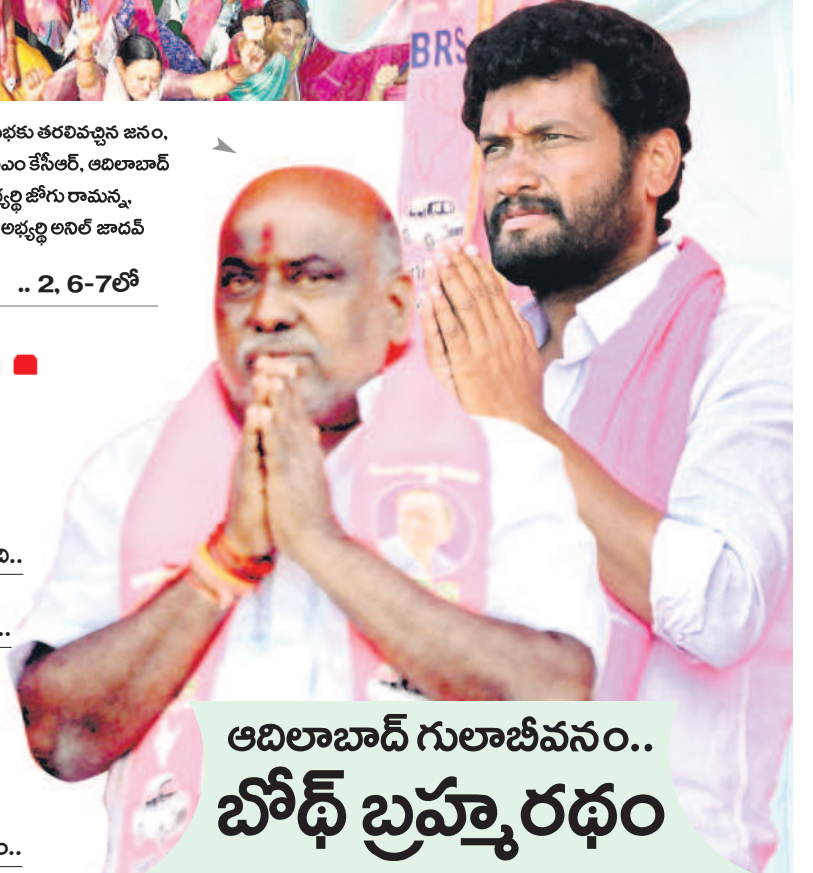 BRS
భకు తరలివచ్చిన జనం,
ఎం కేసీఆర్, ఆదిలాబాద్
్యర్థి జోగు రామన్న,
అభ్యర్థి అనిల్ జాదవ్
.. 2, 6-7లో
ఆదిలాబాద్ గులాబీవనం..
బోథ్ బ్రహ్మరథం